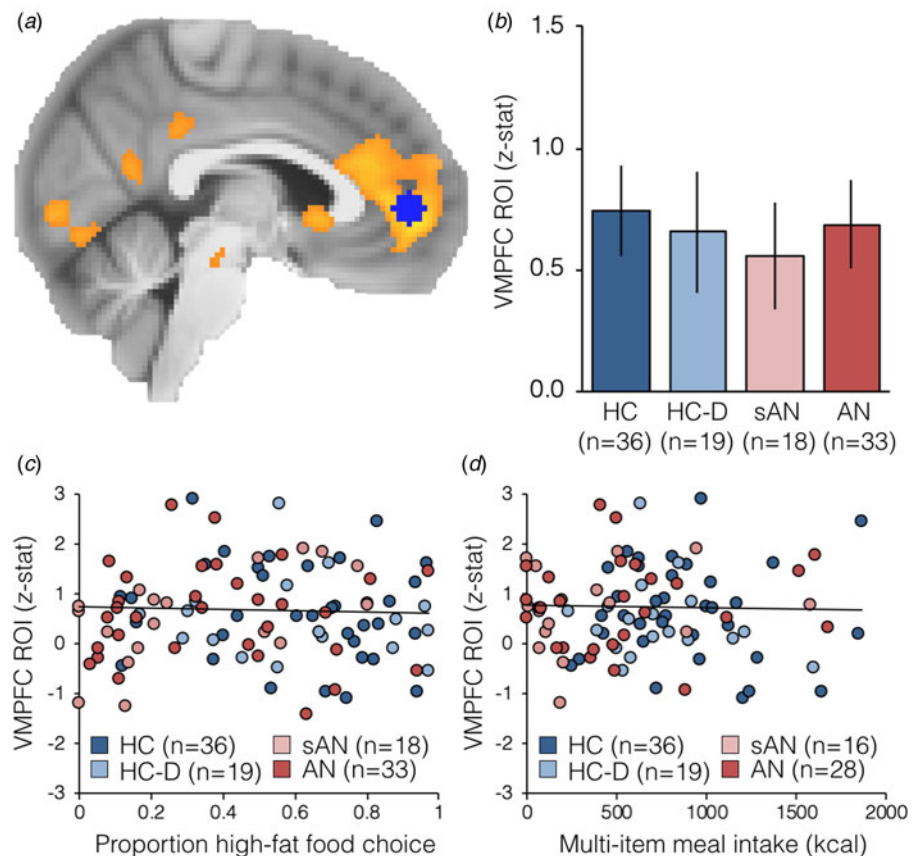 (a)
(b)
VMPFC ROI (z-stat)
1.5
1.0
0.5
0.0
HC HC-D sAN AN
(n=36) (n=19) (n=18) (n=33)
(c)
VMPFC ROI (z-stat)
3
2
1
0
-1
-2
-3
HC (n=36) sAN (n=18)
HC-D (n=19) AN (n=33)
0 0.2 0.4 0.6 0.8 1
Proportion high-fat food choice
(d)
VMPFC ROI (z-stat)
3
2
1
0
-1
-2
-3
HC (n=36) sAN (n=16)
HC-D (n=19) AN (n=28)
0 500 1000 1500 2000
Multi-item meal intake (kcal)